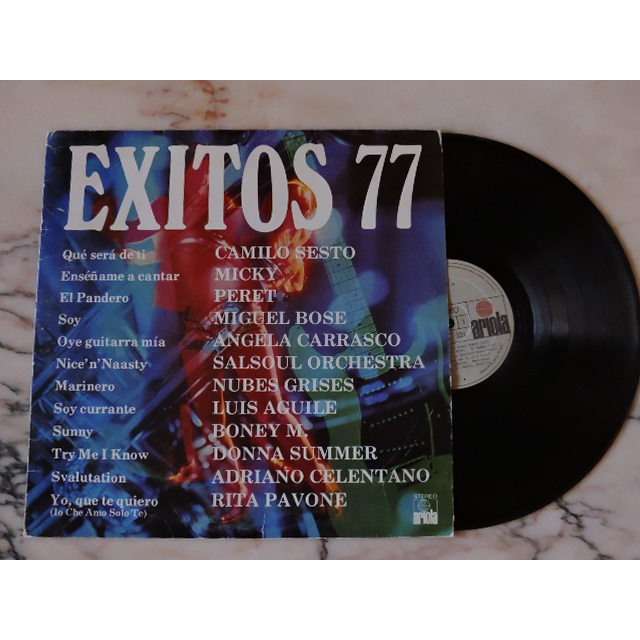 EXITOS 77
Qué será de ti CAMILO SESTO
Enséñame a cantar MICKY
El Pandero PERET
Soy MIGUEL BOSE
Oye guitarra mía ANGELA CARRASCO
Nice'n'Naasty SALSOUL ORCHESTRA
Marinero NUBES GRISES
Soy currante LUIS AGUILE
Sunny BONEY M.
Try Me I Know DONNA SUMMER
Svalutation ADRIANO CELENTANO
Yo, que te quiero RITA PAVONE
(Io Che Amo Solo Te)
STEREO
ariola
ariola